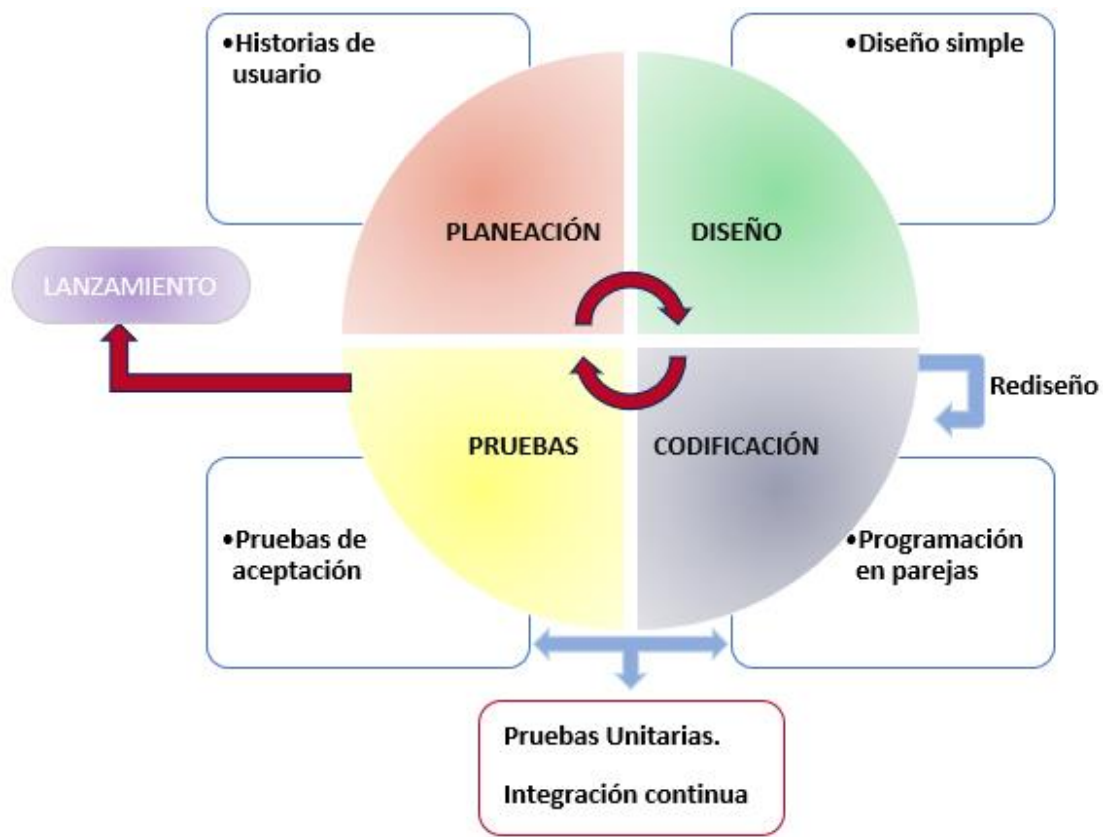 •Historias de
usuario
•Diseño simple
PLANEACIÓN
DISEÑO
LANZAMIENTO
Rediseño
PRUEBAS
CODIFICACIÓN
•Pruebas de
aceptación
•Programación
en parejas
Pruebas Unitarias.
Integración continua